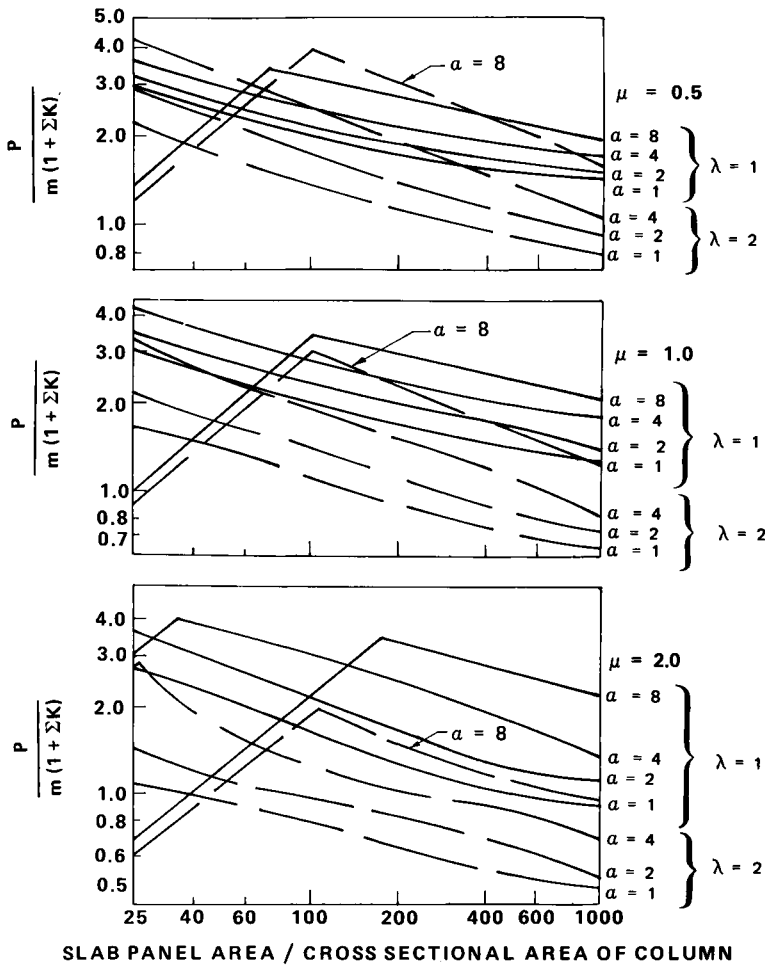 5.0
4.0
3.0
2.0
1.0
0.8
P
m (1 + ΣK)
a = 8
μ = 0.5
a = 8
a = 4
a = 2
a = 1
λ = 1
a = 4
a = 2
a = 1
λ = 2
4.0
3.0
2.0
1.0
0.8
0.7
P
m (1 + ΣK)
a = 8
μ = 1.0
a = 8
a = 4
a = 2
a = 1
λ = 1
a = 4
a = 2
a = 1
λ = 2
4.0
3.0
2.0
1.0
0.8
0.6
0.5
P
m (1 + ΣK)
a = 8
μ = 2.0
a = 8
a = 4
a = 2
a = 1
λ = 1
a = 4
a = 2
a = 1
λ = 2
25 40 60 100 200 400 600 1000
SLAB PANEL AREA / CROSS SECTIONAL AREA OF COLUMN